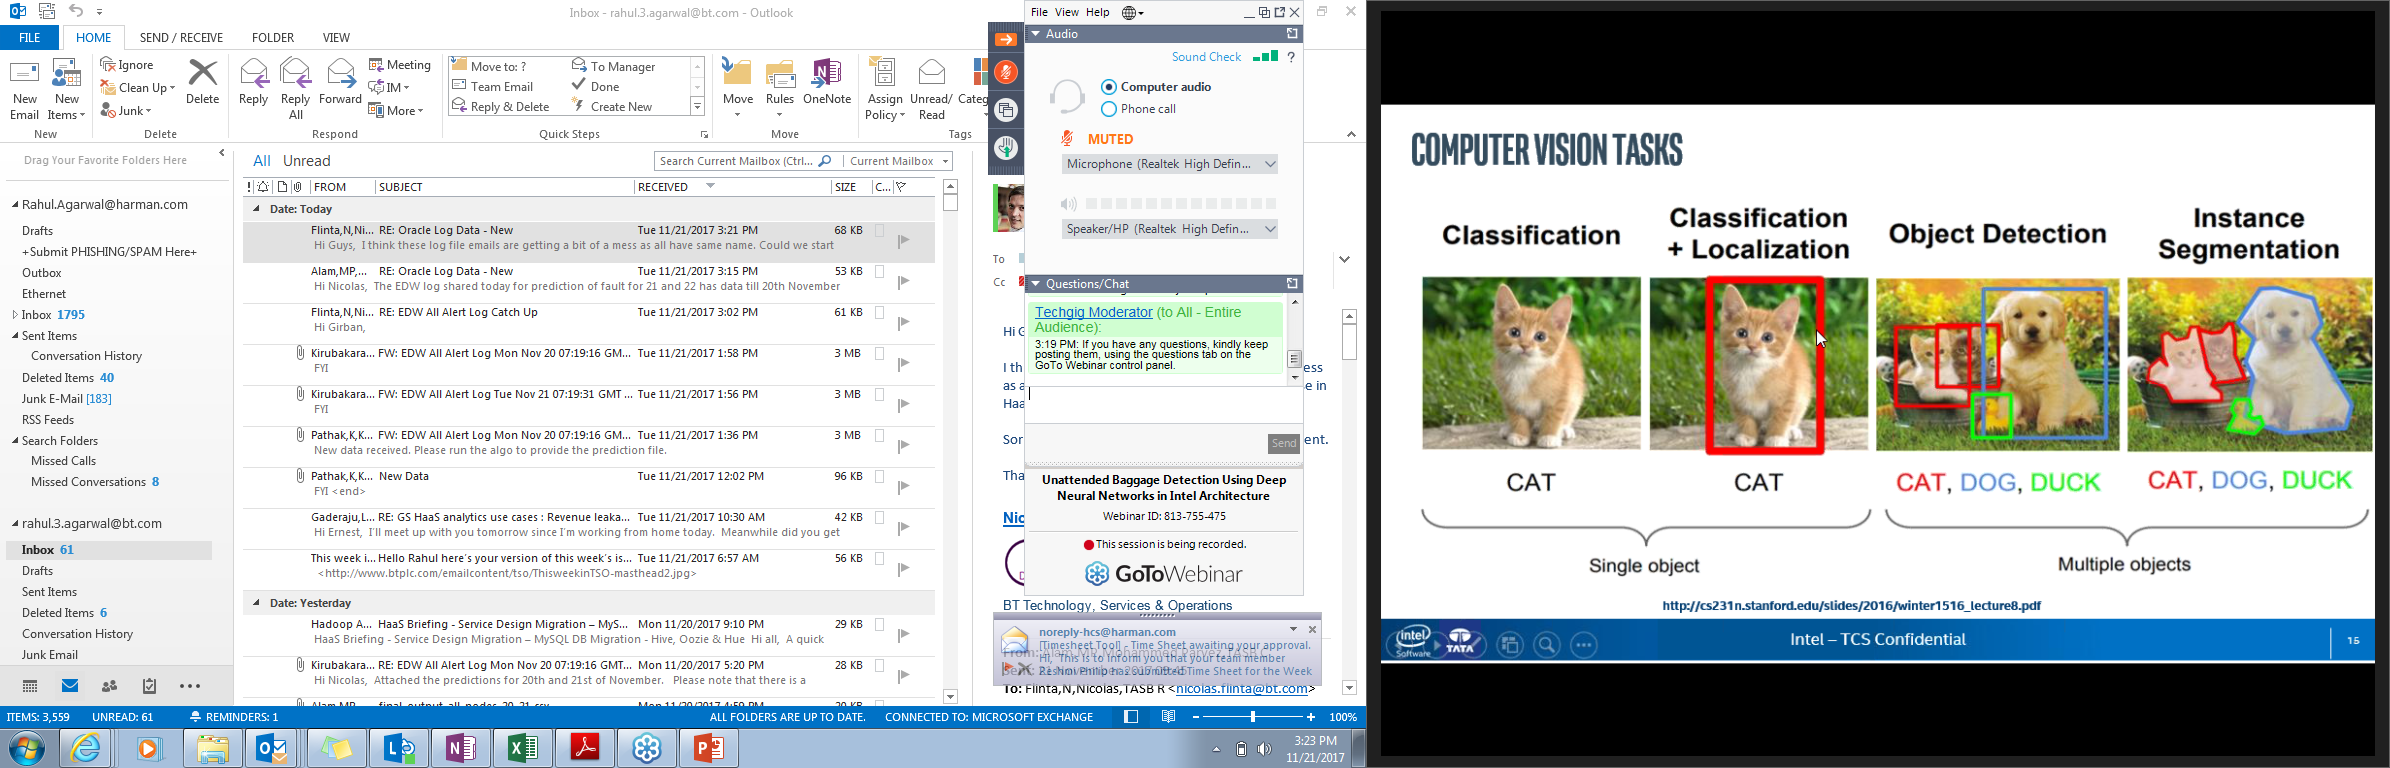 Inbox - rahul.3.agarwal@bt.com - Outlook
FILE
HOME
SEND / RECEIVE
FOLDER
VIEW
New Email
New Items
Ignore
Clean Up
Junk
Delete
Reply
Reply All
Forward
Meeting
IM
More
Move to: ?
Team Email
Reply & Delete
To Manager
Done
Create New
Move
Rules
OneNote
Assign Policy
Unread/ Read
Categ
New
Delete
Respond
Quick Steps
Move
Tags
Drag Your Favorite Folders Here
Rahul.Agarwal@harman.com
Drafts
+Submit PHISHING/SPAM Here+
Outbox
Ethernet
Inbox 1795
Sent Items
Conversation History
Deleted Items 40
Junk E-Mail [183]
RSS Feeds
Search Folders
Missed Calls
Missed Conversations 8
rahul.3.agarwal@bt.com
Inbox 61
Drafts
Sent Items
Deleted Items 6
Conversation History
Junk Email
All Unread
Search Current Mailbox (Ctrl...
Current Mailbox
! FROM SUBJECT RECEIVED SIZE C...
Date: Today
Flinta,N,Ni... RE: Oracle Log Data - New Tue 11/21/2017 3:21 PM 68 KB
Hi Guys, I think these log file emails are getting a bit of a mess as all have same name. Could we start
Alam,MP,... RE: Oracle Log Data - New Tue 11/21/2017 3:15 PM 53 KB
Hi Nicolas, The EDW log shared today for prediction of fault for 21 and 22 has data till 20th November
Flinta,N,Ni... RE: EDW All Alert Log Catch Up Tue 11/21/2017 3:02 PM 61 KB
Hi Girban,
Kirubakara... FW: EDW All Alert Log Mon Nov 20 07:19:16 GM... Tue 11/21/2017 1:58 PM 3 MB
FYI
Kirubakara... FW: EDW All Alert Log Tue Nov 21 07:19:31 GMT ... Tue 11/21/2017 1:56 PM 3 MB
FYI
Pathak,K,K... FW: EDW All Alert Log Mon Nov 20 07:19:16 GM... Tue 11/21/2017 1:36 PM 3 MB
New data received. Please run the algo to provide the prediction file.
Pathak,K,K... New Data Tue 11/21/2017 12:02 PM 96 KB
FYI <end>
Gaderaju,L... RE: GS HaaS analytics use cases : Revenue leaka... Tue 11/21/2017 10:30 AM 42 KB
Hi Ernest, I'll meet up with you tomorrow since I'm working from home today. Meanwhile did you get
This week i... Hello Rahul here's your version of this week's is... Tue 11/21/2017 6:57 AM 56 KB
<http://www.btplc.com/emailcontent/tso/ThisweekinTSO-masthead2.jpg>
Date: Yesterday
Hadoop A... HaaS Briefing - Service Design Migration – MyS... Mon 11/20/2017 9:10 PM 29 KB
HaaS Briefing - Service Design Migration – MySQL DB Migration - Hive, Oozie & Hue Hi all, A quick
Kirubakara... RE: EDW All Alert Log Mon Nov 20 07:19:16 GM... Mon 11/20/2017 5:20 PM 28 KB
Hi Nicolas, Attached the predictions for 20th and 21st of November. Please note that there is a
ITEMS: 3,559
UNREAD: 61
REMINDERS: 1
ALL FOLDERS ARE UP TO DATE.
CONNECTED TO: MICROSOFT EXCHANGE
100%
3:23 PM
11/21/2017
File View Help
Audio
Sound Check ?
Computer audio
Phone call
MUTED
Microphone (Realtek High Defin...
Speaker/HP (Realtek High Defin...
Questions/Chat
Techgig Moderator (to All - Entire
Audience):
3:19 PM: If you have any questions, kindly keep
posting them, using the questions tab on the
GoTo Webinar control panel.
Send
Unattended Baggage Detection Using Deep
Neural Networks in Intel Architecture
Webinar ID: 813-755-475
This session is being recorded.
GoToWebinar
To
Cc
BT Technology, Services & Operations
noreply-hcs@harman.com
[Timesheet Tool] - Time Sheet awaiting your approval.
Hi, This is to inform you that your team member
To: Flinta,N,Nicolas,TASB R <nicolas.flinta@bt.com>
COMPUTER VISION TASKS
Classification
Classification
+ Localization
Object Detection
Instance
Segmentation
CAT
CAT
CAT, DOG, DUCK
CAT, DOG, DUCK
Single object
Multiple objects
http://cs231n.stanford.edu/slides/2016/winter1516_lecture8.pdf
intel
Software
TATA
Intel – TCS Confidential
15